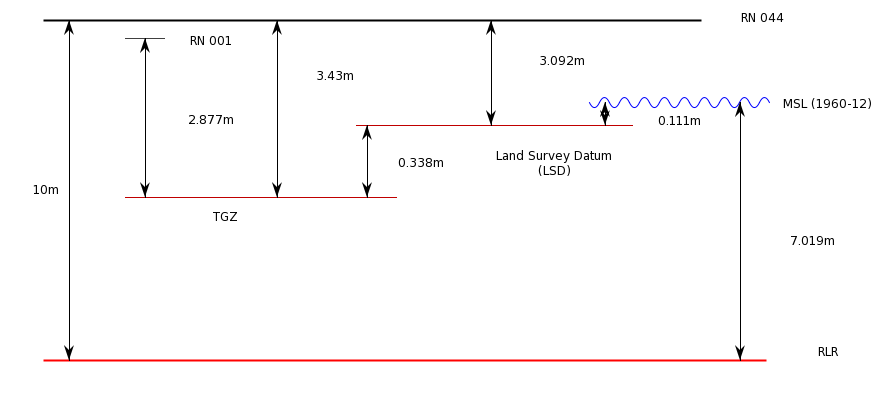 RN 044
RN 001
3.43m
3.092m
MSL (1960-12)
2.877m
0.111m
Land Survey Datum
(LSD)
0.338m
10m
TGZ
7.019m
RLR